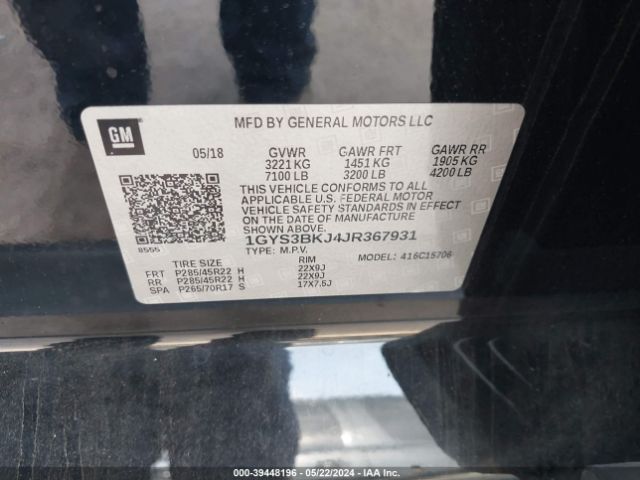 GM
MFD BY GENERAL MOTORS LLC
05/18 GVWR GAWR FRT GAWR RR
3221 KG 1451 KG 1905 KG
7100 LB 3200 LB 4200 LB
THIS VEHICLE CONFORMS TO ALL
APPLICABLE U.S. FEDERAL MOTOR
VEHICLE SAFETY STANDARDS IN EFFECT
ON THE DATE OF MANUFACTURE
SHOWN ABOVE.
1GYS3BKJ4JR367931
8555 TYPE: M.P.V. MODEL: 416C15706
TIRE SIZE RIM
FRT P285/45R22 H 22X9J
RR P285/45R22 H 22X9J
SPA P265/70R17 S 17X7.5J
000-39448196 - 05/22/2024 - IAA Inc.